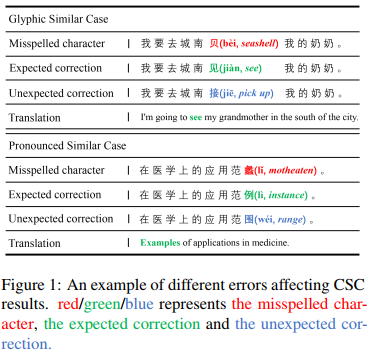 Glyphic Similar Case
Misspelled character | 我要去城南 贝(bèi, seashell) 我的奶奶。
Expected correction | 我要去城南 见(jiàn, see) 我的奶奶。
Unexpected correction | 我要去城南 接(jiē, pick up) 我的奶奶。
Translation | I'm going to see my grandmother in the south of the city.
Pronounced Similar Case
Misspelled character | 在医学上的应用范 蠡(lǐ, motheaten)。
Expected correction | 在医学上的应用范 例(lì, instance)。
Unexpected correction | 在医学上的应用范 围(wéi, range)。
Translation | Examples of applications in medicine.
Figure 1: An example of different errors affecting CSC
results. red/green/blue represents the misspelled char-
acter, the expected correction and the unexpected cor-
rection.